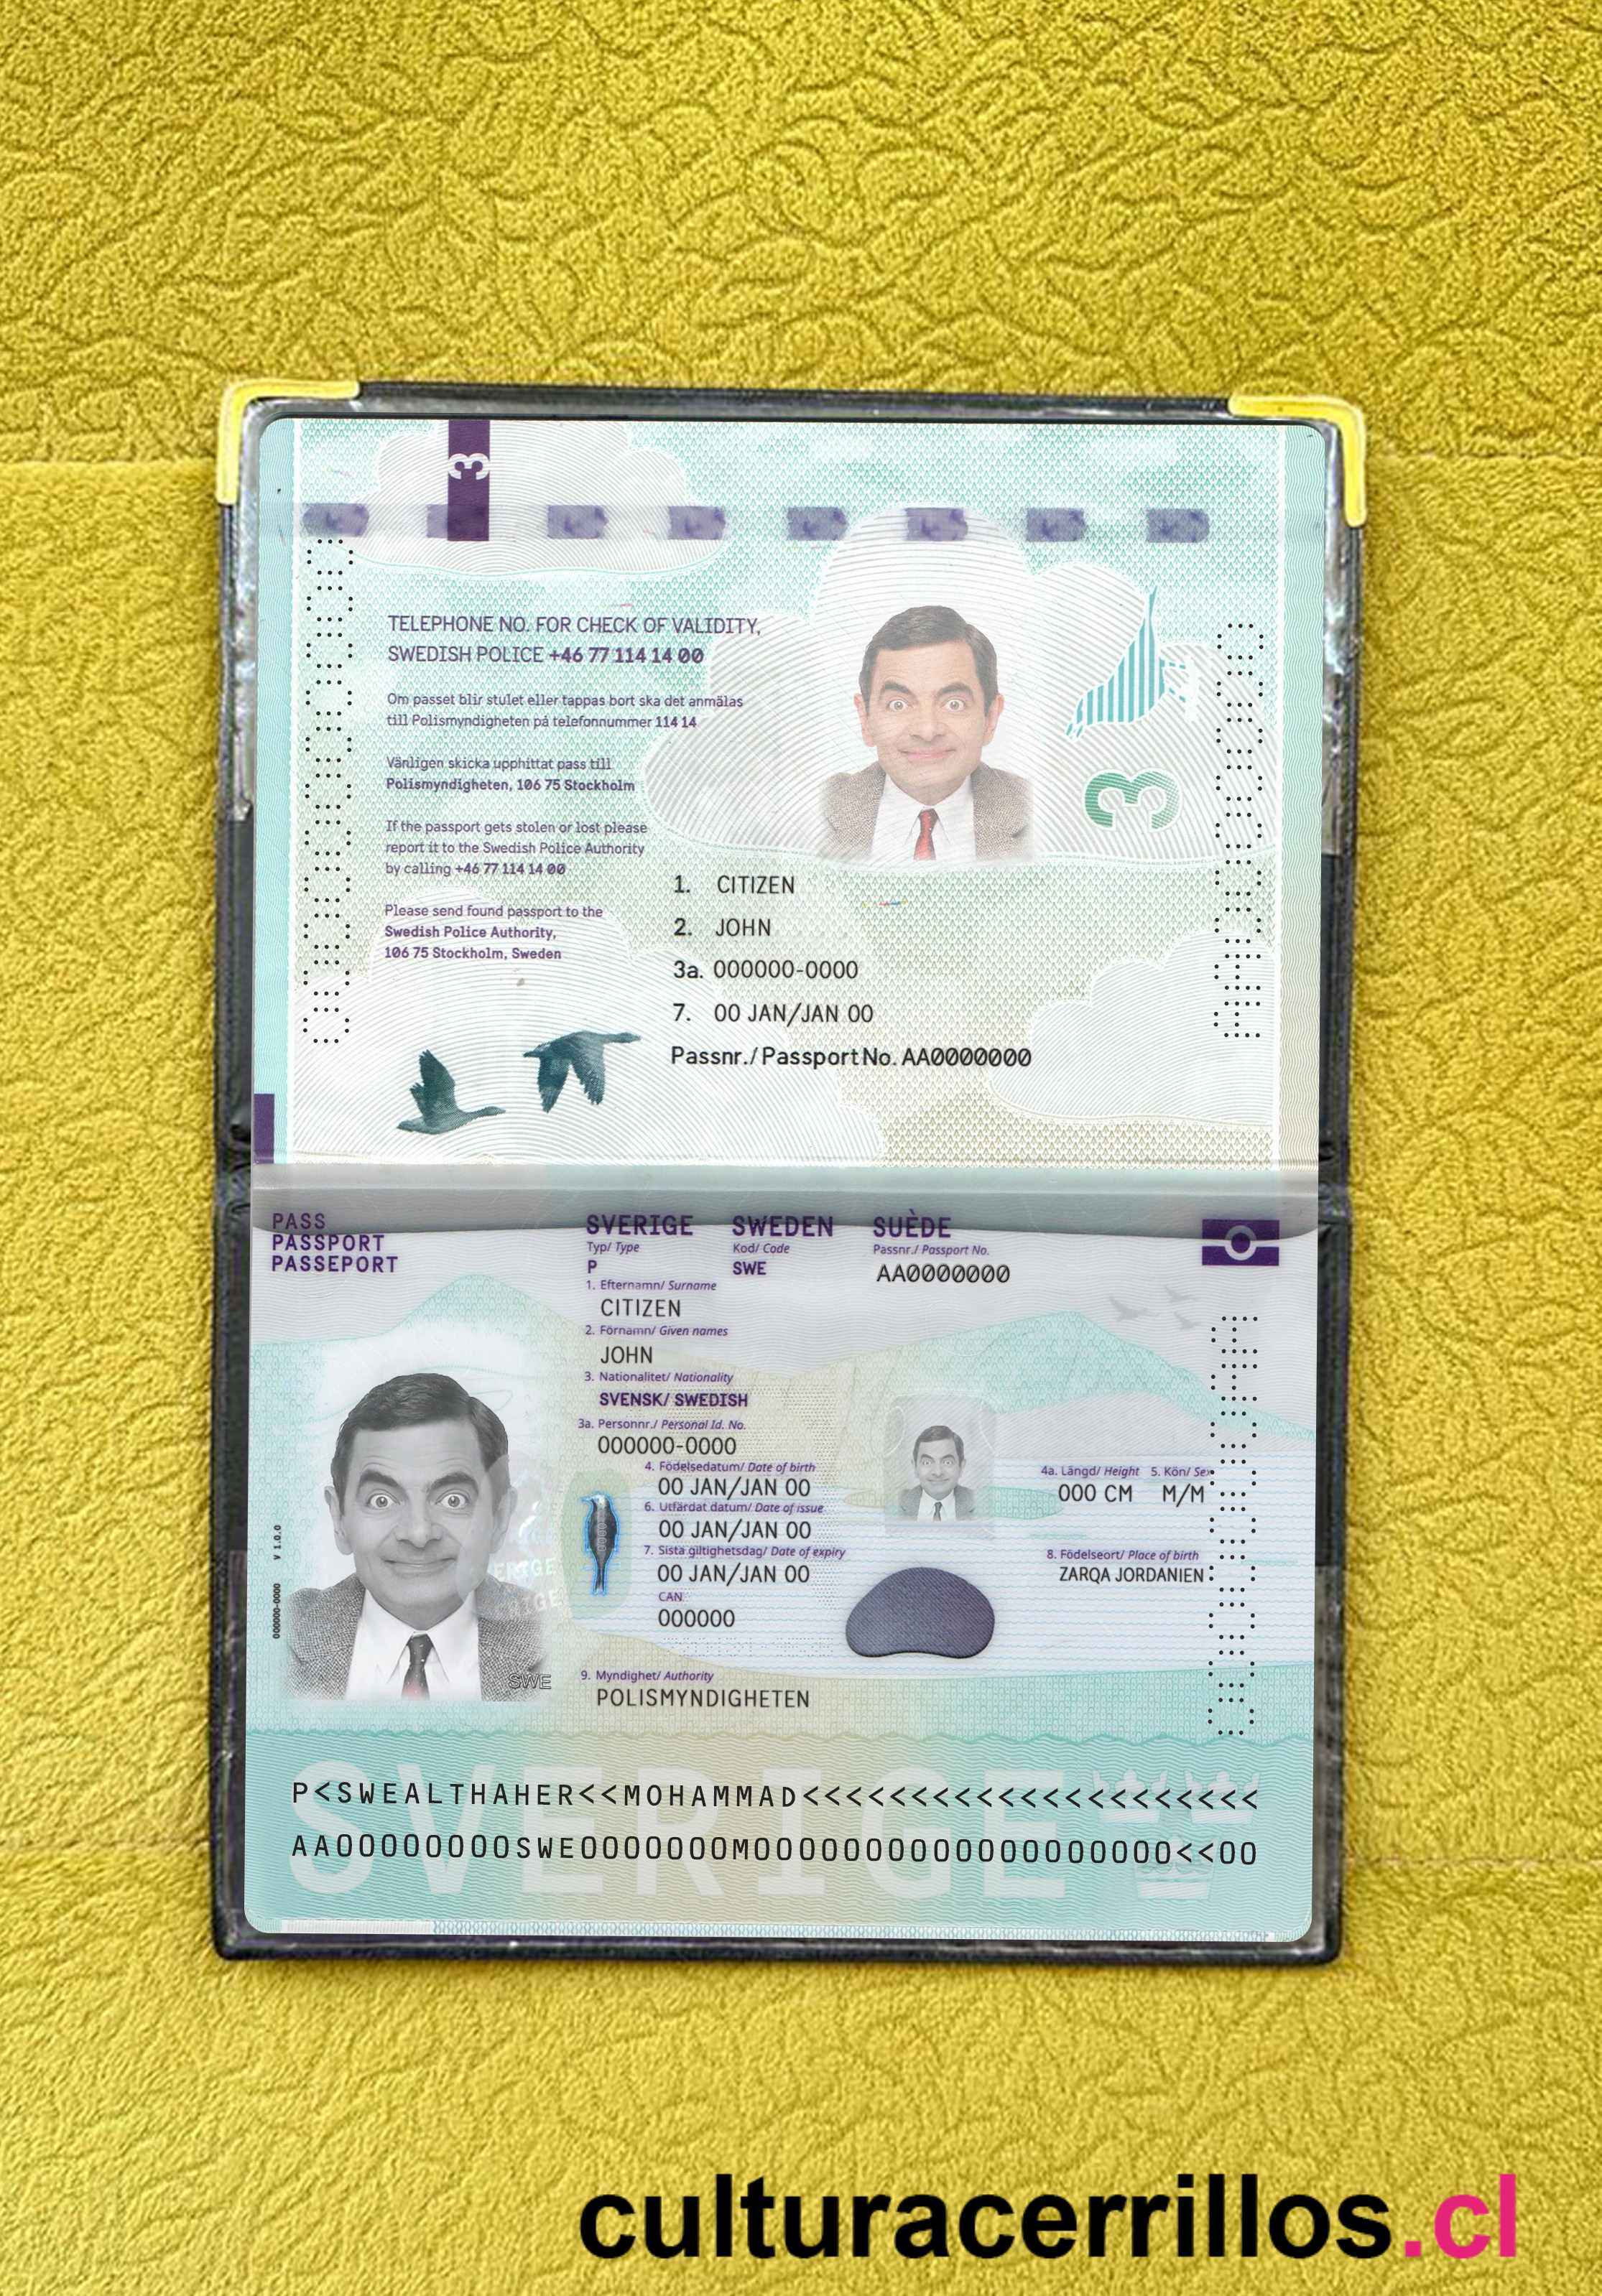 3
TELEPHONE NO. FOR CHECK OF VALIDITY,
SWEDISH POLICE +46 77 114 14 00
Om passet blir stulet eller tappas bort ska det anmälas
till Polismyndigheten på telefonnummer 114 14
Vänligen skicka upphittat pass till
Polismyndigheten, 106 75 Stockholm
If the passport gets stolen or lost please
report it to the Swedish Police Authority
by calling +46 77 114 14 00
Please send found passport to the
Swedish Police Authority,
106 75 Stockholm, Sweden
3
1. CITIZEN
2. JOHN
3a. 000000-0000
7. 00 JAN/JAN 00
Passnr./Passport No. AA0000000
PASS
PASSPORT
PASSEPORT
SVERIGE SWEDEN SUÈDE
Typ/ Type Kod/ Code Passnr./ Passport No.
P SWE AA0000000
1. Efternamn/ Surname
CITIZEN
2. Förnamn/ Given names
JOHN
3. Nationalitet/ Nationality
SVENSK/ SWEDISH
3a. Personnr./ Personal Id. No.
000000-0000
4. Födelsedatum/ Date of birth
00 JAN/JAN 00
4a. Längd/ Height 5. Kön/ Sex
000 CM M/M
6. Utfärdat datum/ Date of issue
00 JAN/JAN 00
7. Sista giltighetsdag/ Date of expiry
00 JAN/JAN 00
8. Födelseort/ Place of birth
ZARQA JORDANIEN
CAN
000000
9. Myndighet/ Authority
POLISMYNDIGHETEN
000000-0000 V 1.0.0
SWE
P<SWEALTHAHER<<MOHAMMAD<<<<<<<<<<<<<<<<<<<<<
AA00000000SWE0000000M00000000000000000000<<00
SVERIGE
culturacerrillos.cl